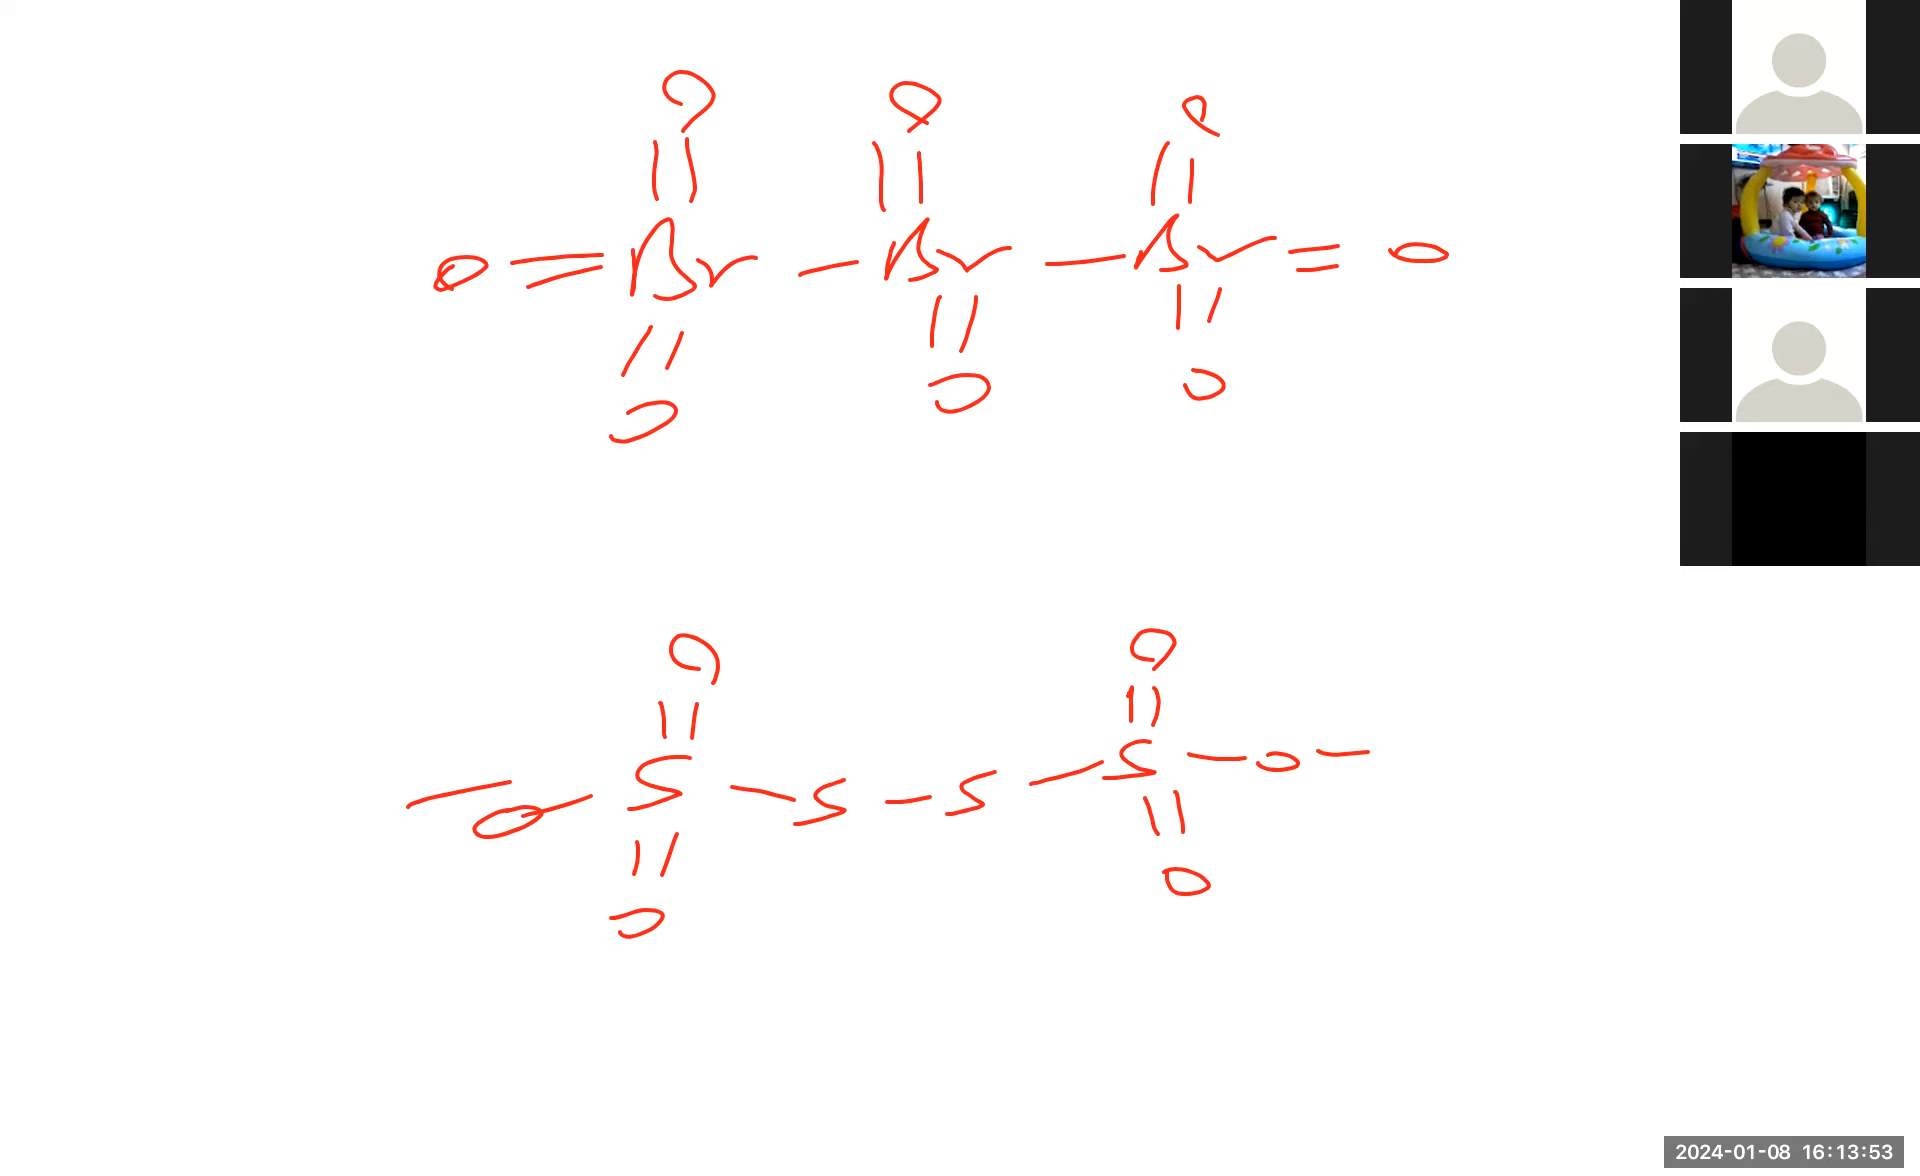 O O O
O = Br - Br - Br = O
O O O
O O
- O - S - S - S - S - O -
O O
2024-01-08 16:13:53